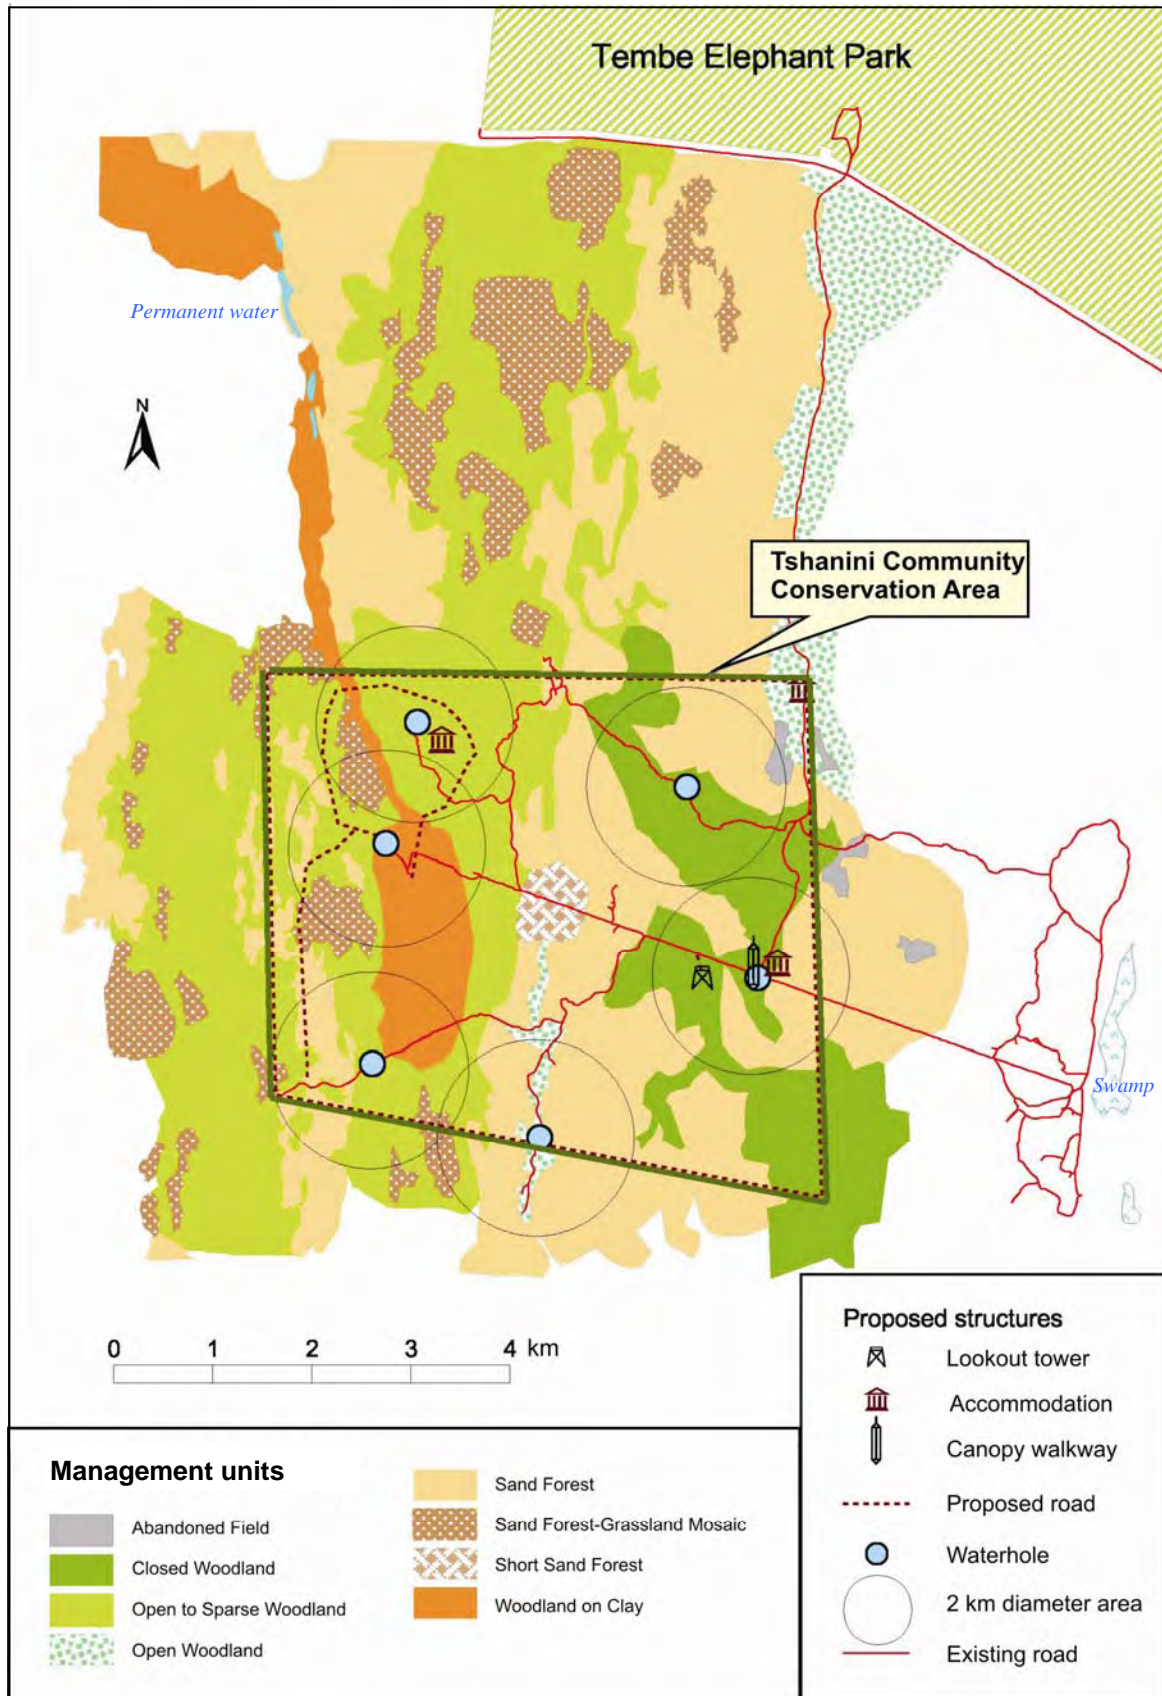 Tembe Elephant Park
Permanent water
N
Tshanini Community
Conservation Area
Swamp
0 1 2 3 4 km
Proposed structures
Lookout tower
Accommodation
Canopy walkway
Proposed road
Waterhole
2 km diameter area
Existing road
Management units
Abandoned Field
Closed Woodland
Open to Sparse Woodland
Open Woodland
Sand Forest
Sand Forest-Grassland Mosaic
Short Sand Forest
Woodland on Clay